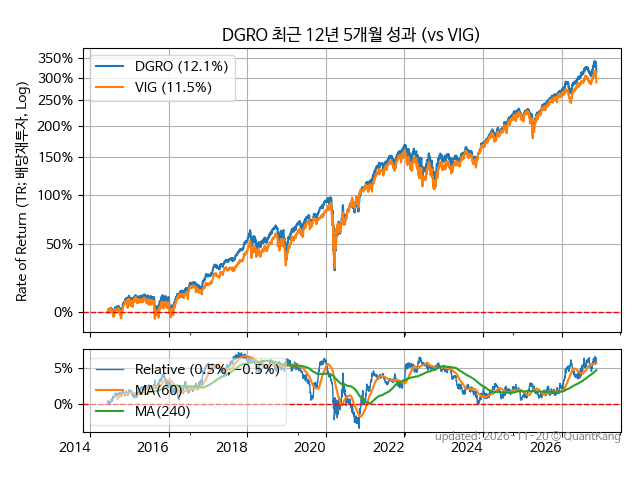 DGRO 최근 12년 5개월 성과 (vs VIG)
Rate of Return (TR: 배당재투자, Log)
350%
300%
250%
200%
150%
100%
50%
0%
DGRO (12.1%)
VIG (11.5%)
5%
0%
Relative (0.5%, −0.5%)
MA(60)
MA(240)
2014
2016
2018
2020
2022
2024
2026
updated: 2026-11-20 © QuantKang